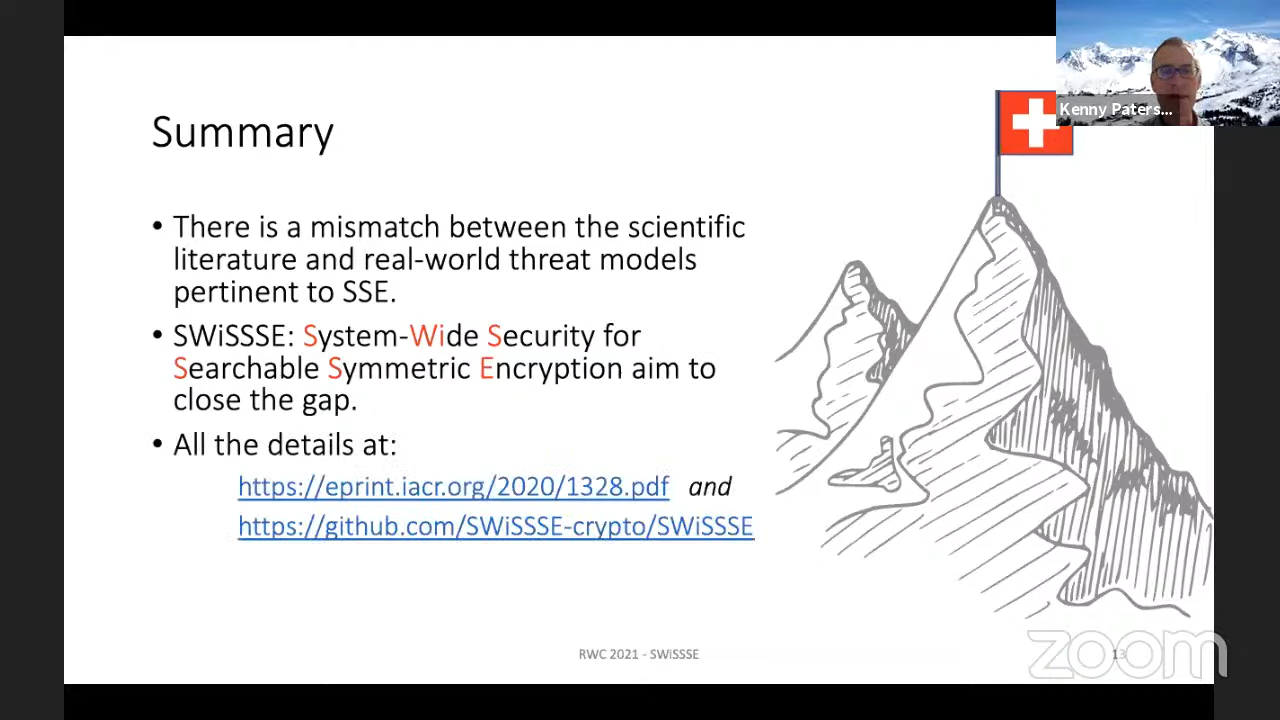 Kenny Paters...
Summary
• There is a mismatch between the scientific
literature and real-world threat models
pertinent to SSE.
• SWiSSSE: System-Wide Security for
Searchable Symmetric Encryption aim to
close the gap.
• All the details at:
https://eprint.iacr.org/2020/1328.pdf and
https://github.com/SWiSSSE-crypto/SWiSSSE
RWC 2021 - SWiSSSE
13
zoom